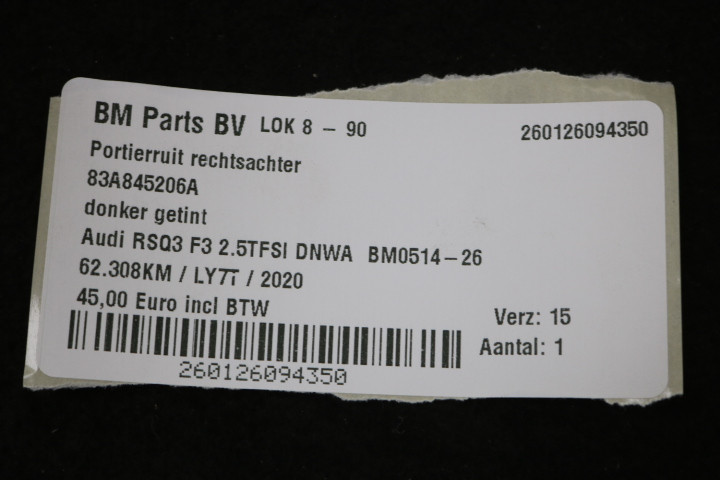 BM Parts BV LOK 8 - 90 260126094350
Portierruit rechtsachter
83A845206A
donker getint
Audi RSQ3 F3 2.5TFSI DNWA BM0514-26
62.308KM / LY7T / 2020
45,00 Euro incl BTW
Verz: 15
Aantal: 1
260126094350